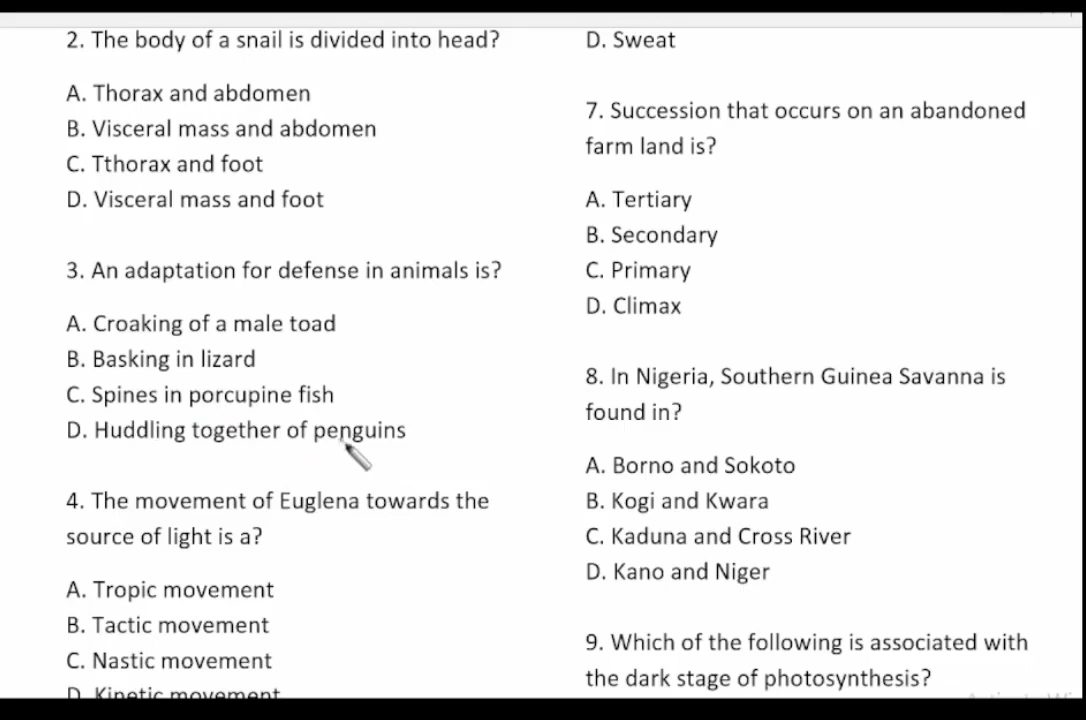 2. The body of a snail is divided into head?
A. Thorax and abdomen
B. Visceral mass and abdomen
C. Tthorax and foot
D. Visceral mass and foot
3. An adaptation for defense in animals is?
A. Croaking of a male toad
B. Basking in lizard
C. Spines in porcupine fish
D. Huddling together of penguins
4. The movement of Euglena towards the
source of light is a?
A. Tropic movement
B. Tactic movement
C. Nastic movement
D. Kinetic movement
D. Sweat
7. Succession that occurs on an abandoned
farm land is?
A. Tertiary
B. Secondary
C. Primary
D. Climax
8. In Nigeria, Southern Guinea Savanna is
found in?
A. Borno and Sokoto
B. Kogi and Kwara
C. Kaduna and Cross River
D. Kano and Niger
9. Which of the following is associated with
the dark stage of photosynthesis?